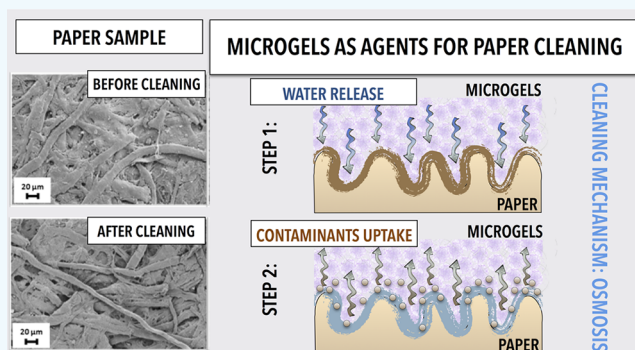 PAPER SAMPLE
MICROGELS AS AGENTS FOR PAPER CLEANING
BEFORE CLEANING
20 µm
AFTER CLEANING
20 µm
STEP 1:
WATER RELEASE
MICROGELS
PAPER
STEP 2:
CONTAMINANTS UPTAKE
MICROGELS
PAPER
CLEANING MECHANISM: OSMOSIS